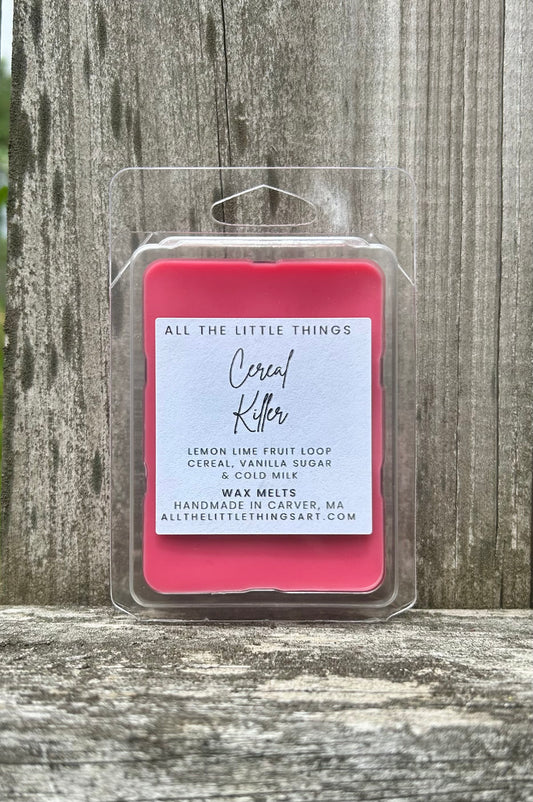 ALL THE LITTLE THINGS
Cereal
Killer
LEMON LIME FRUIT LOOP
CEREAL, VANILLA SUGAR
& COLD MILK
WAX MELTS
HANDMADE IN CARVER, MA
ALLTHELITTLETHINGSART.COM